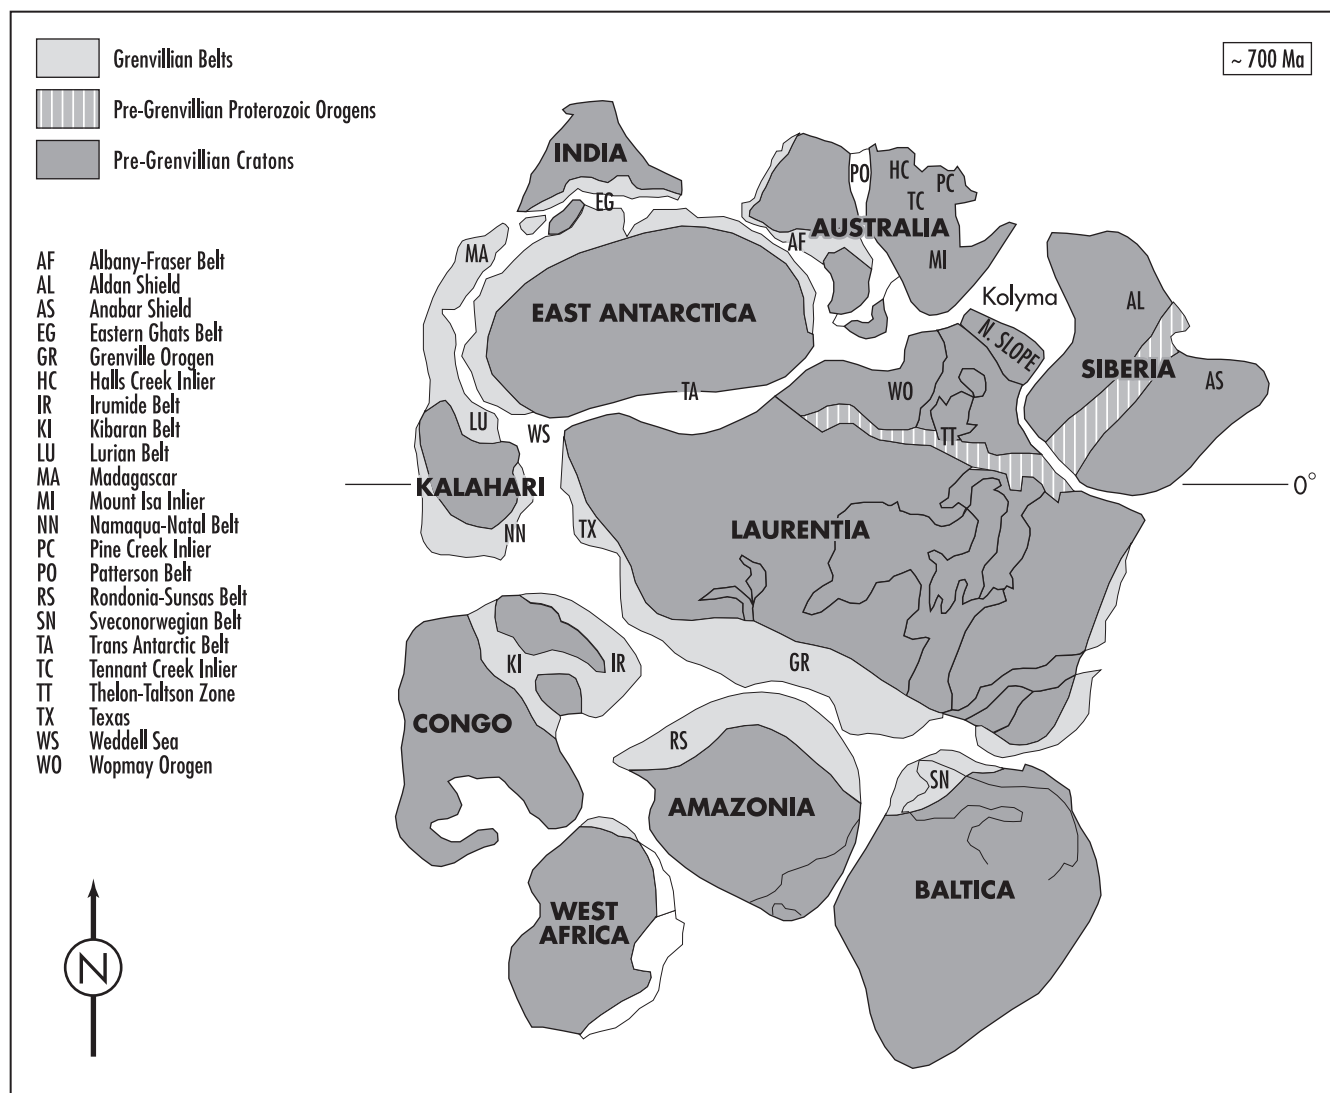 Grenvillian Belts
Pre-Grenvillian Proterozoic Orogens
Pre-Grenvillian Cratons
~ 700 Ma
AF Albany-Fraser Belt
AL Aldan Shield
AS Anabar Shield
EG Eastern Ghats Belt
GR Grenville Orogen
HC Halls Creek Inlier
IR Irumide Belt
KI Kibaran Belt
LU Lurian Belt
MA Madagascar
MI Mount Isa Inlier
NN Namaqua-Natal Belt
PC Pine Creek Inlier
PO Patterson Belt
RS Rondonia-Sunsas Belt
SN Sveconorwegian Belt
TA Trans Antarctic Belt
TC Tennant Creek Inlier
TT Thelon-Taltson Zone
TX Texas
WS Weddell Sea
WO Wopmay Orogen
N
INDIA
EG
MA
PO
HC
PC
TC
AUSTRALIA
AF
MI
EAST ANTARCTICA
Kolyma
N. SLOPE
AL
SIBERIA
AS
TA
WO
LU
WS
TT
KALAHARI
0°
NN
TX
LAURENTIA
KI
IR
GR
CONGO
RS
AMAZONIA
SN
BALTICA
WEST
AFRICA